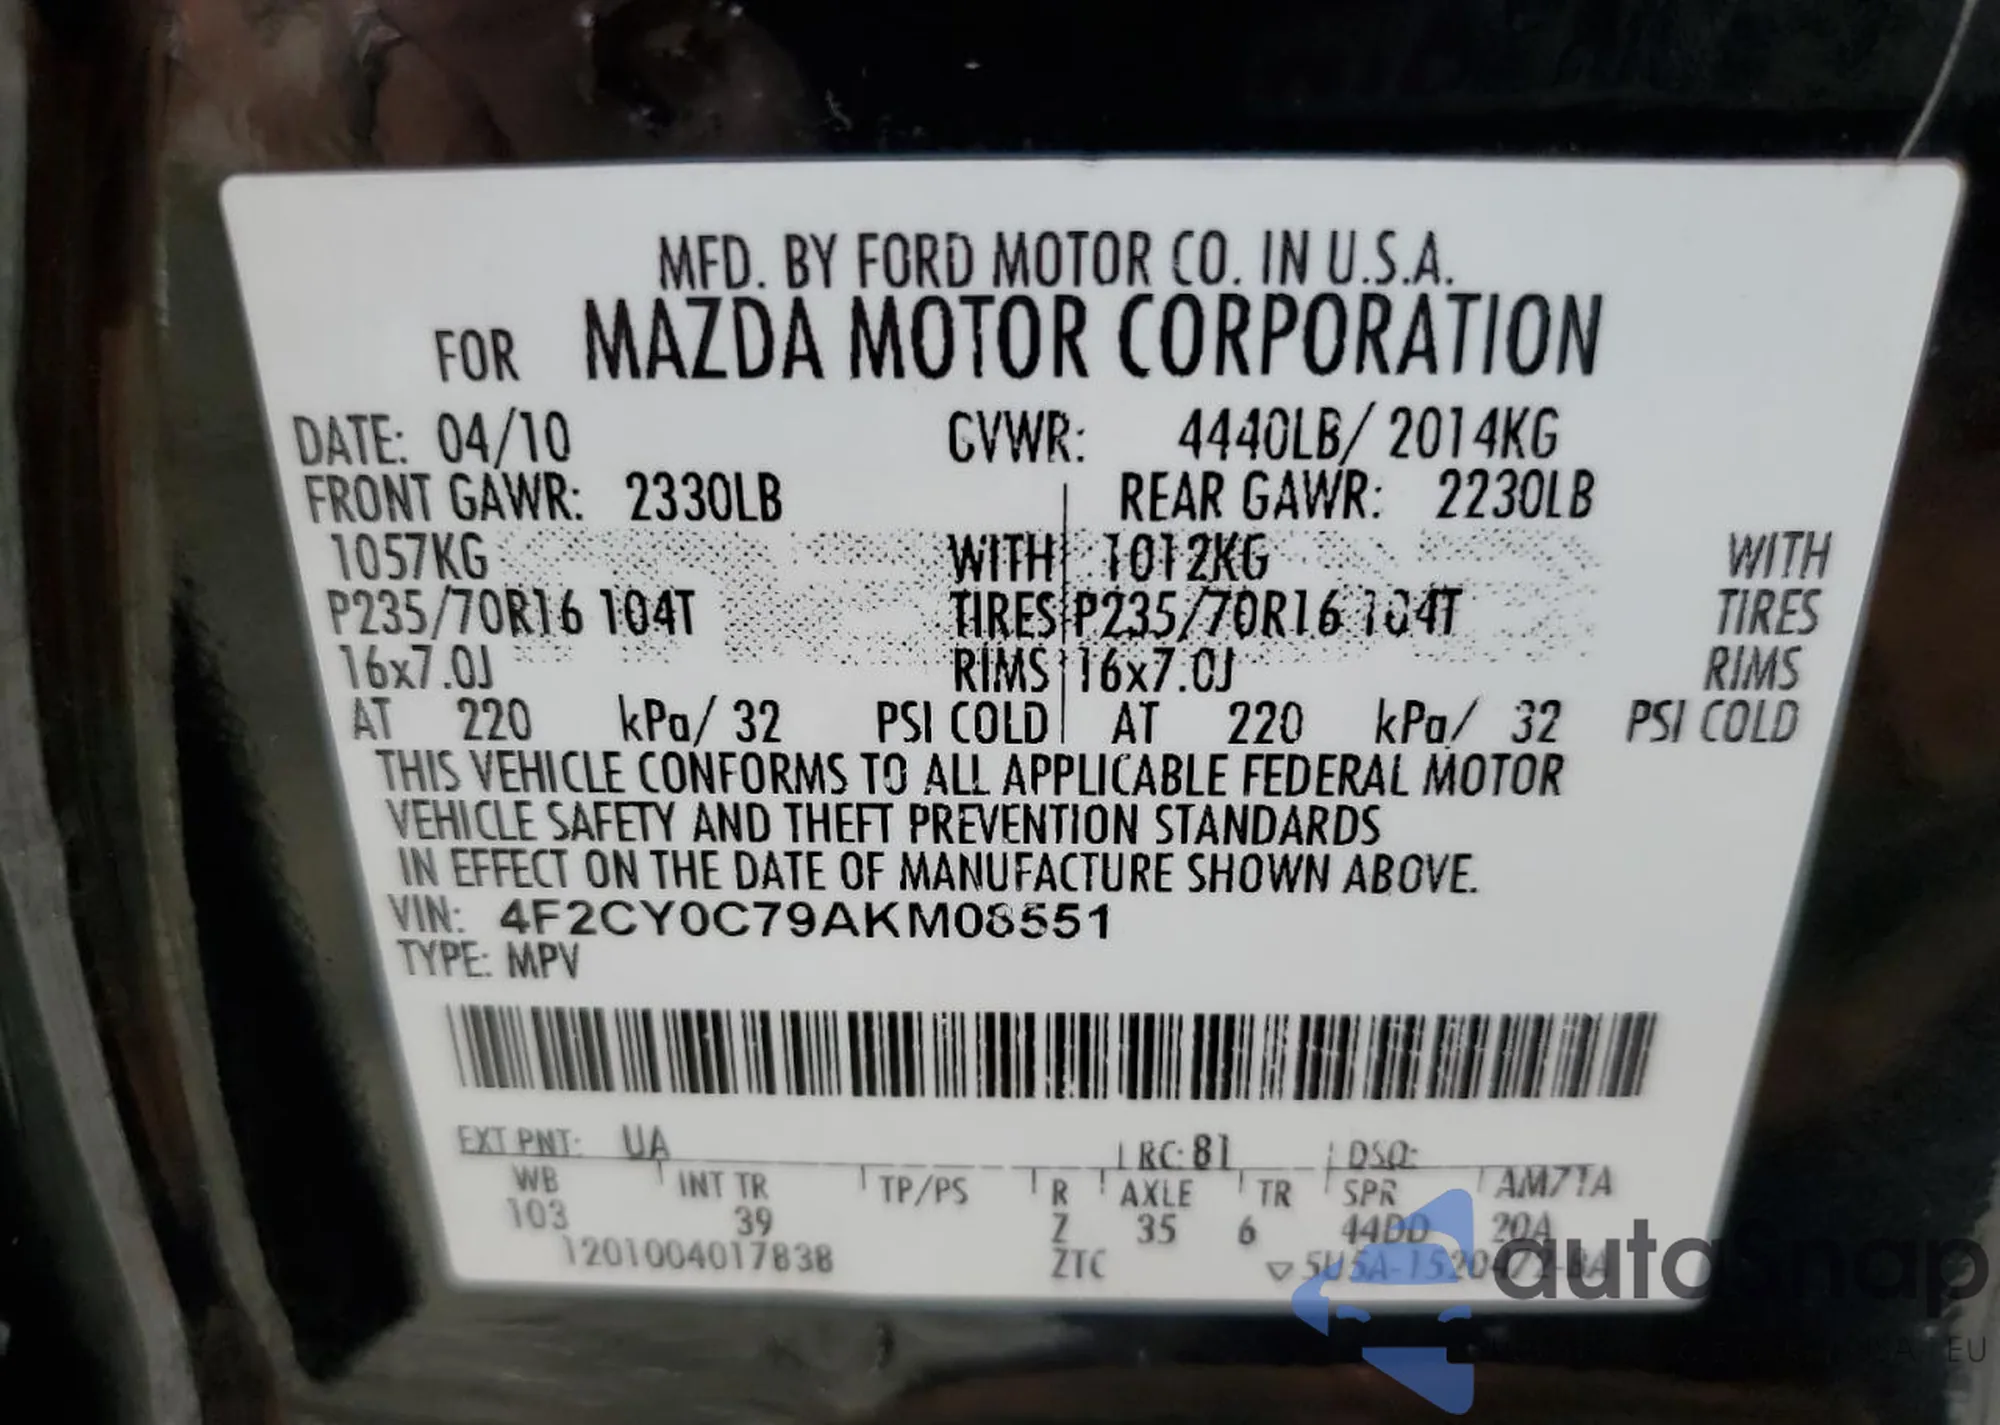 MFD. BY FORD MOTOR CO. IN U.S.A.
FOR MAZDA MOTOR CORPORATION
DATE: 04/10 GVWR: 4440LB/ 2014KG
FRONT GAWR: 2330LB REAR GAWR: 2230LB
1057KG WITH 1012KG WITH
P235/70R16 104T TIRES P235/70R16 104T TIRES
16x7.0J RIMS 16x7.0J RIMS
AT 220 kPa/ 32 PSI COLD AT 220 kPa/ 32 PSI COLD
THIS VEHICLE CONFORMS TO ALL APPLICABLE FEDERAL MOTOR
VEHICLE SAFETY AND THEFT PREVENTION STANDARDS
IN EFFECT ON THE DATE OF MANUFACTURE SHOWN ABOVE.
VIN: 4F2CY0C79AKM08551
TYPE: MPV
EXT PNT: UA RC: 81 DSO:
WB INT TR TP/PS R AXLE TR SPR AM7TA
103 39 Z 35 6 44DD 20A
1201004017838 ZTC
autosnap
EU